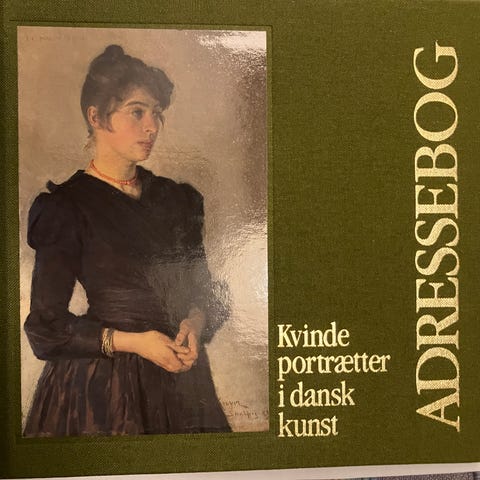 Kvinde
portrætter
i dansk
kunst
ADRESSEBOG